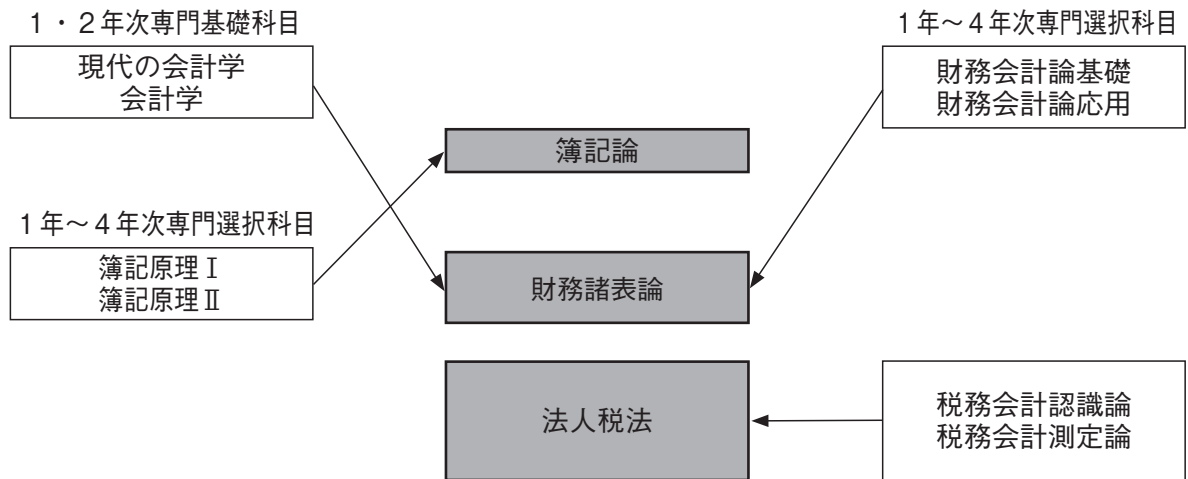 1・2年次専門基礎科目
現代の会計学
会計学
1年～4年次専門選択科目
簿記原理Ⅰ
簿記原理Ⅱ
簿記論
財務諸表論
法人税法
1年～4年次専門選択科目
財務会計論基礎
財務会計論応用
税務会計認識論
税務会計測定論